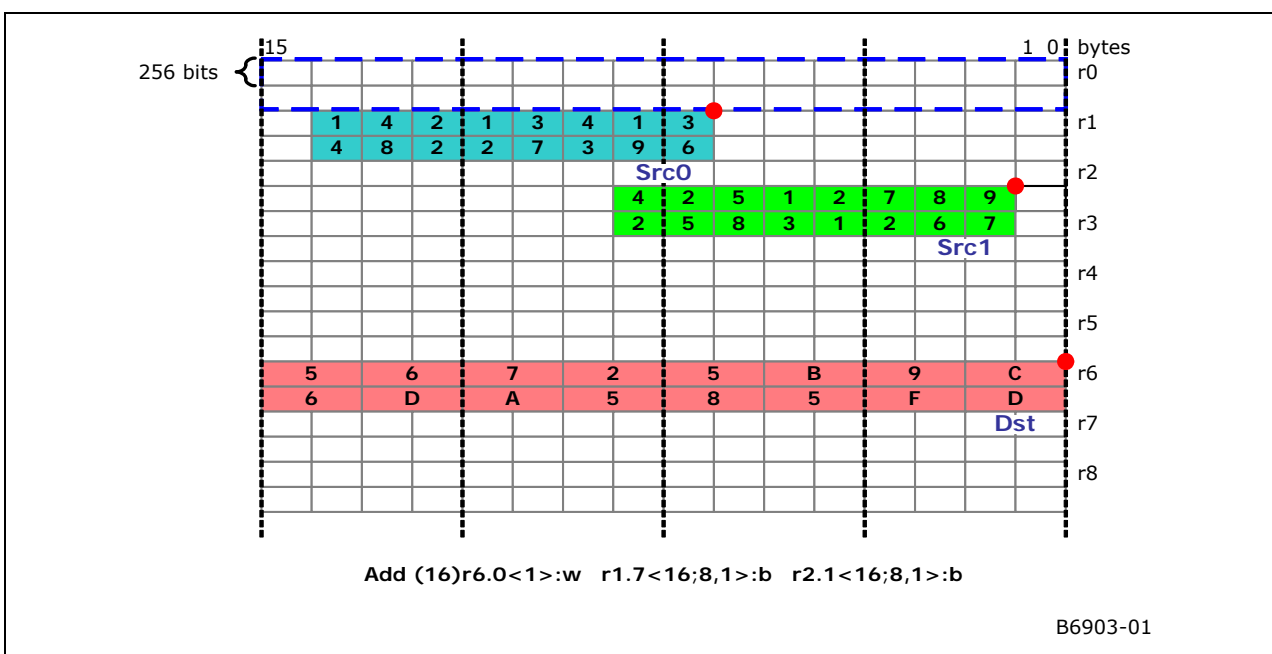 15 1 0 bytes
256 bits r0
1 4 2 1 3 4 1 3 r1
4 8 2 2 7 3 9 6
Src0 r2
4 2 5 1 2 7 8 9
2 5 8 3 1 2 6 7 r3
Src1
r4
r5
5 6 7 2 5 B 9 C r6
6 D A 5 8 5 F D
Dst r7
r8
Add (16)r6.0<1>:w r1.7<16;8,1>:b r2.1<16;8,1>:b
B6903-01